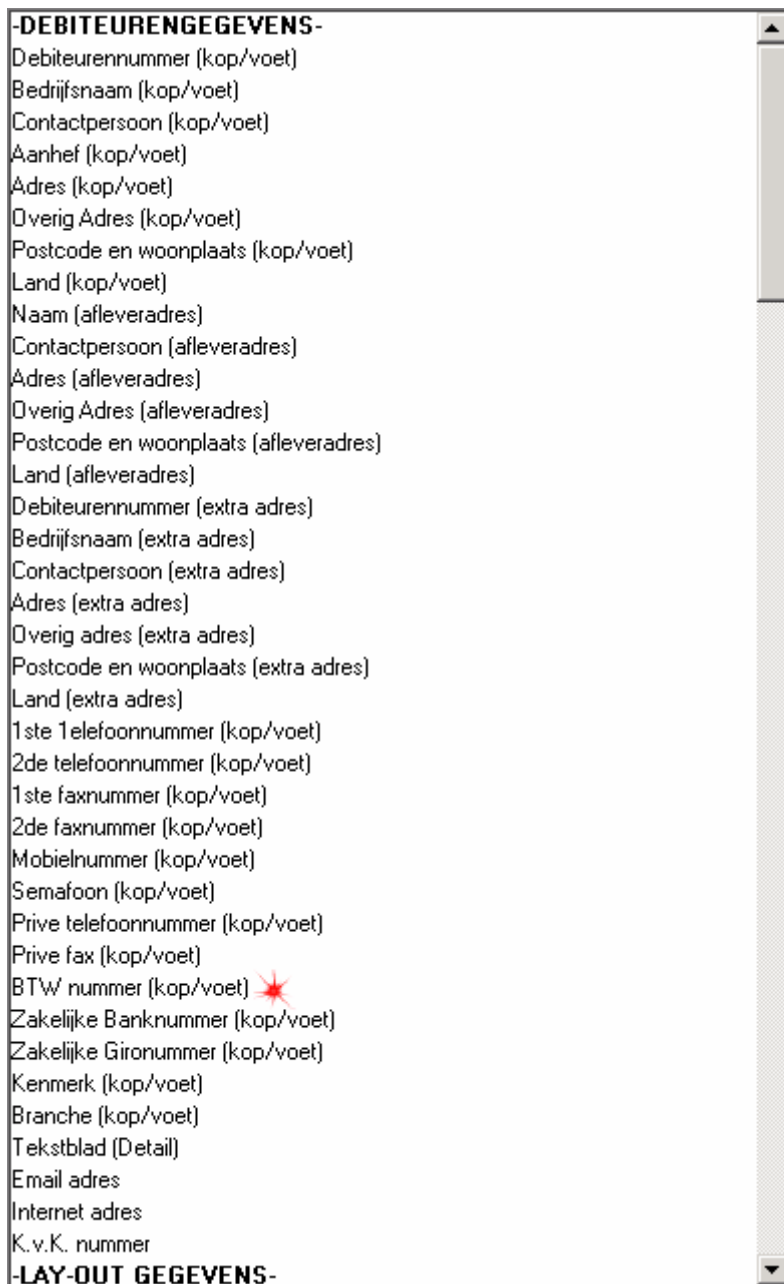 -DEBITEURENGEGEVENS-
Debiteurennummer (kop/voet)
Bedrijfsnaam (kop/voet)
Contactpersoon (kop/voet)
Aanhef (kop/voet)
Adres (kop/voet)
Overig Adres (kop/voet)
Postcode en woonplaats (kop/voet)
Land (kop/voet)
Naam (afleveradres)
Contactpersoon (afleveradres)
Adres (afleveradres)
Overig Adres (afleveradres)
Postcode en woonplaats (afleveradres)
Land (afleveradres)
Debiteurennummer (extra adres)
Bedrijfsnaam (extra adres)
Contactpersoon (extra adres)
Adres (extra adres)
Overig adres (extra adres)
Postcode en woonplaats (extra adres)
Land (extra adres)
1ste 1elefoonnummer (kop/voet)
2de telefoonnummer (kop/voet)
1ste faxnummer (kop/voet)
2de faxnummer (kop/voet)
Mobielnummer (kop/voet)
Semafoon (kop/voet)
Prive telefoonnummer (kop/voet)
Prive fax (kop/voet)
BTW nummer (kop/voet)
Zakelijke Banknummer (kop/voet)
Zakelijke Gironummer (kop/voet)
Kenmerk (kop/voet)
Branche (kop/voet)
Tekstblad (Detail)
Email adres
Internet adres
K.v.K. nummer
-LAY-OUT GEGEVENS-